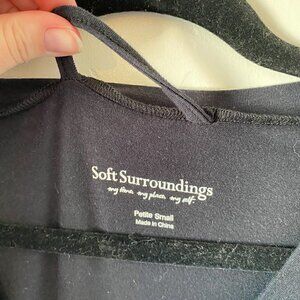 Soft Surroundings
any time. any place. any self.
Petite Small
Made in China